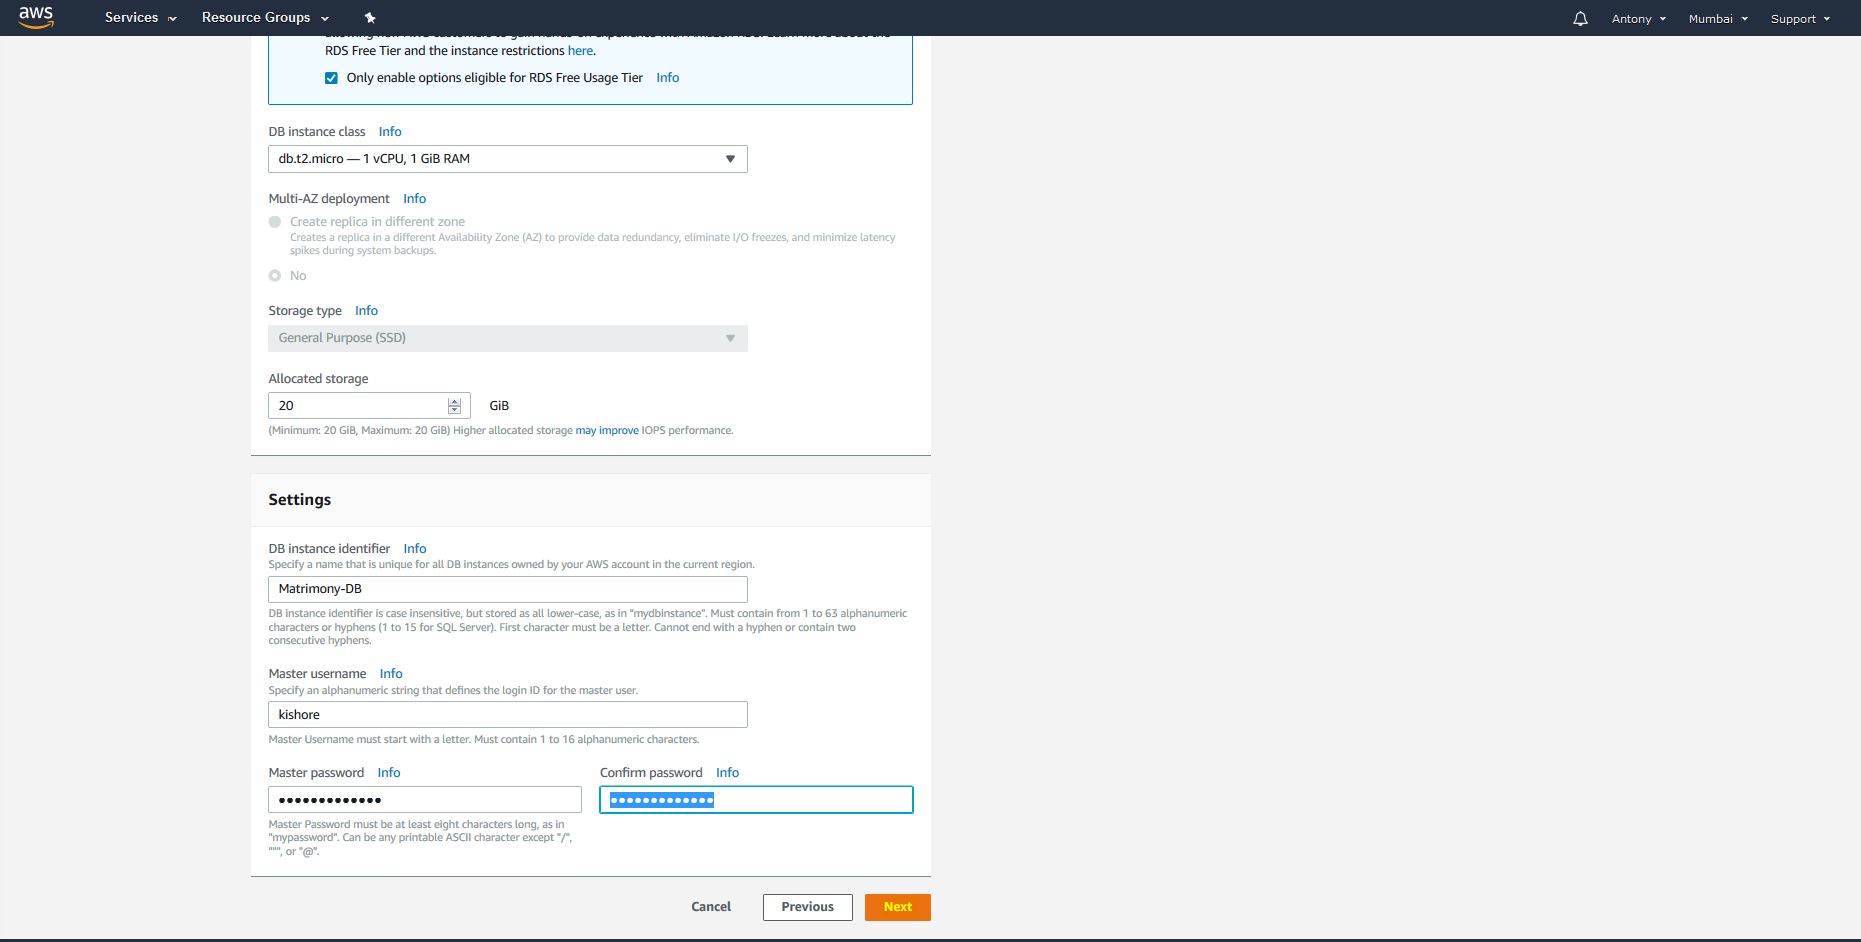 aws Services Resource Groups Antony Mumbai Support
RDS Free Tier and the instance restrictions here.
Only enable options eligible for RDS Free Usage Tier Info
DB instance class Info
db.t2.micro — 1 vCPU, 1 GiB RAM
Multi-AZ deployment Info
Create replica in different zone
Creates a replica in a different Availability Zone (AZ) to provide data redundancy, eliminate I/O freezes, and minimize latency
spikes during system backups.
No
Storage type Info
General Purpose (SSD)
Allocated storage
20 GiB
(Minimum: 20 GiB, Maximum: 20 GiB) Higher allocated storage may improve IOPS performance.
Settings
DB instance identifier Info
Specify a name that is unique for all DB instances owned by your AWS account in the current region.
Matrimony-DB
DB instance identifier is case insensitive, but stored as all lower-case, as in "mydbinstance". Must contain from 1 to 63 alphanumeric
characters or hyphens (1 to 15 for SQL Server). First character must be a letter. Cannot end with a hyphen or contain two
consecutive hyphens.
Master username Info
Specify an alphanumeric string that defines the login ID for the master user.
kishore
Master Username must start with a letter. Must contain 1 to 16 alphanumeric characters.
Master password Info Confirm password Info
••••••••••••• •••••••••••••
Master Password must be at least eight characters long, as in
"mypassword". Can be any printable ASCII character except "/",
""", or "@".
Cancel Previous Next